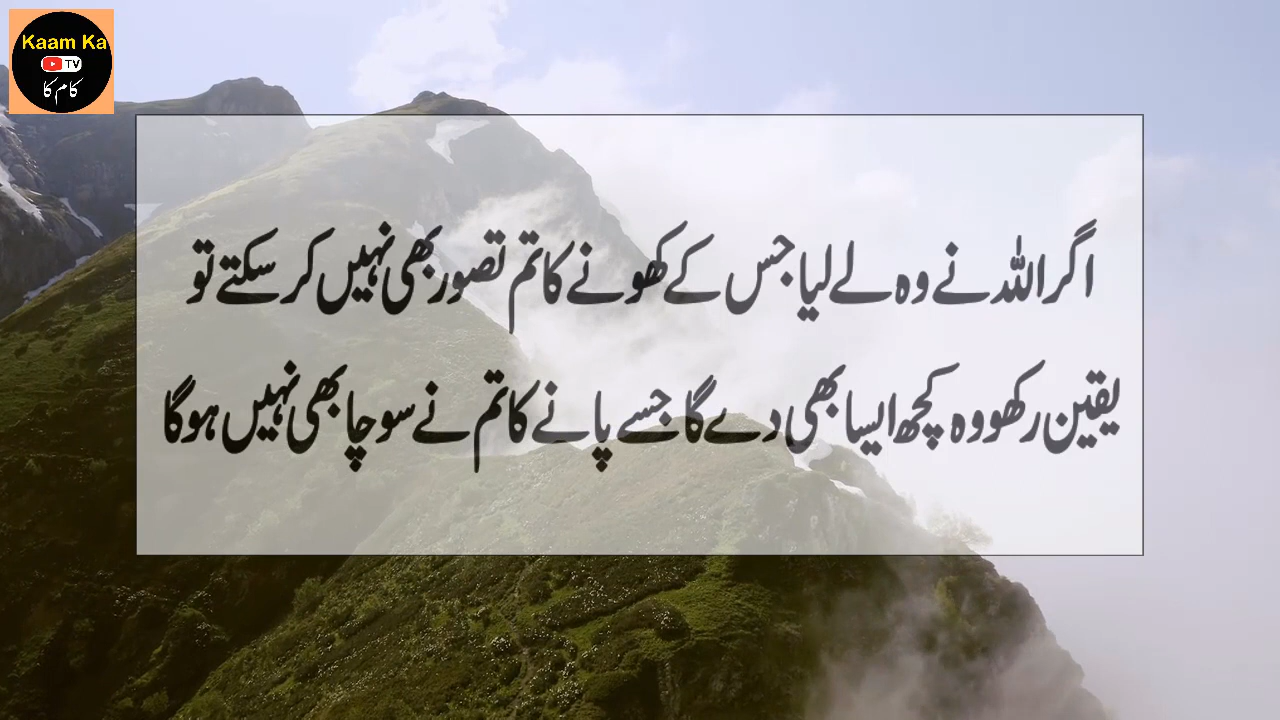 Kaam Ka
TV
کام کا
اگر اللہ نے وہ لے لیا جس کے کھونے کا تم تصور بھی نہیں کر سکتے تو
یقین رکھو وہ کچھ ایسا بھی دے گا جسے پانے کا تم نے سوچا بھی نہیں ہوگا